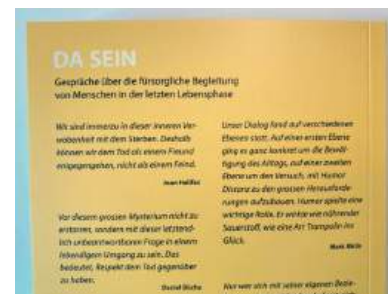 DA SEIN
Gespräche über die fürsorgliche Begleitung
von Menschen in der letzten Lebensphase
Wir sind immerzu in dieser inneren Ver-
wobenheit mit dem Sterben. Deshalb
können wir dem Tod als einem Freund
entgegengehen, nicht als einem Feind.
Joan Halifax
Vor diesem grossen Mysterium nicht zu
erstarren, sondern mit dieser letztend-
lich unbeantwortbaren Frage in einem
lebendigen Umgang zu sein. Das
bedeutet, Respekt dem Tod gegenüber
zu haben.
Daniel Büche
Unser Dialog fand auf verschiedenen
Ebenen statt. Auf einer ersten Ebene
ging es ganz konkret um die Bewäl-
tigung des Alltags, auf einer zweiten
Ebene um den Versuch, mit Humor
Distanz zu den grossen Herausforde-
rungen aufzubauen. Humor spielte eine
wichtige Rolle. Er wirkte wie nährender
Sauerstoff, wie eine Art Trampolin ins
Glück.
Nur wer sich mit seiner eigenen Bezie-